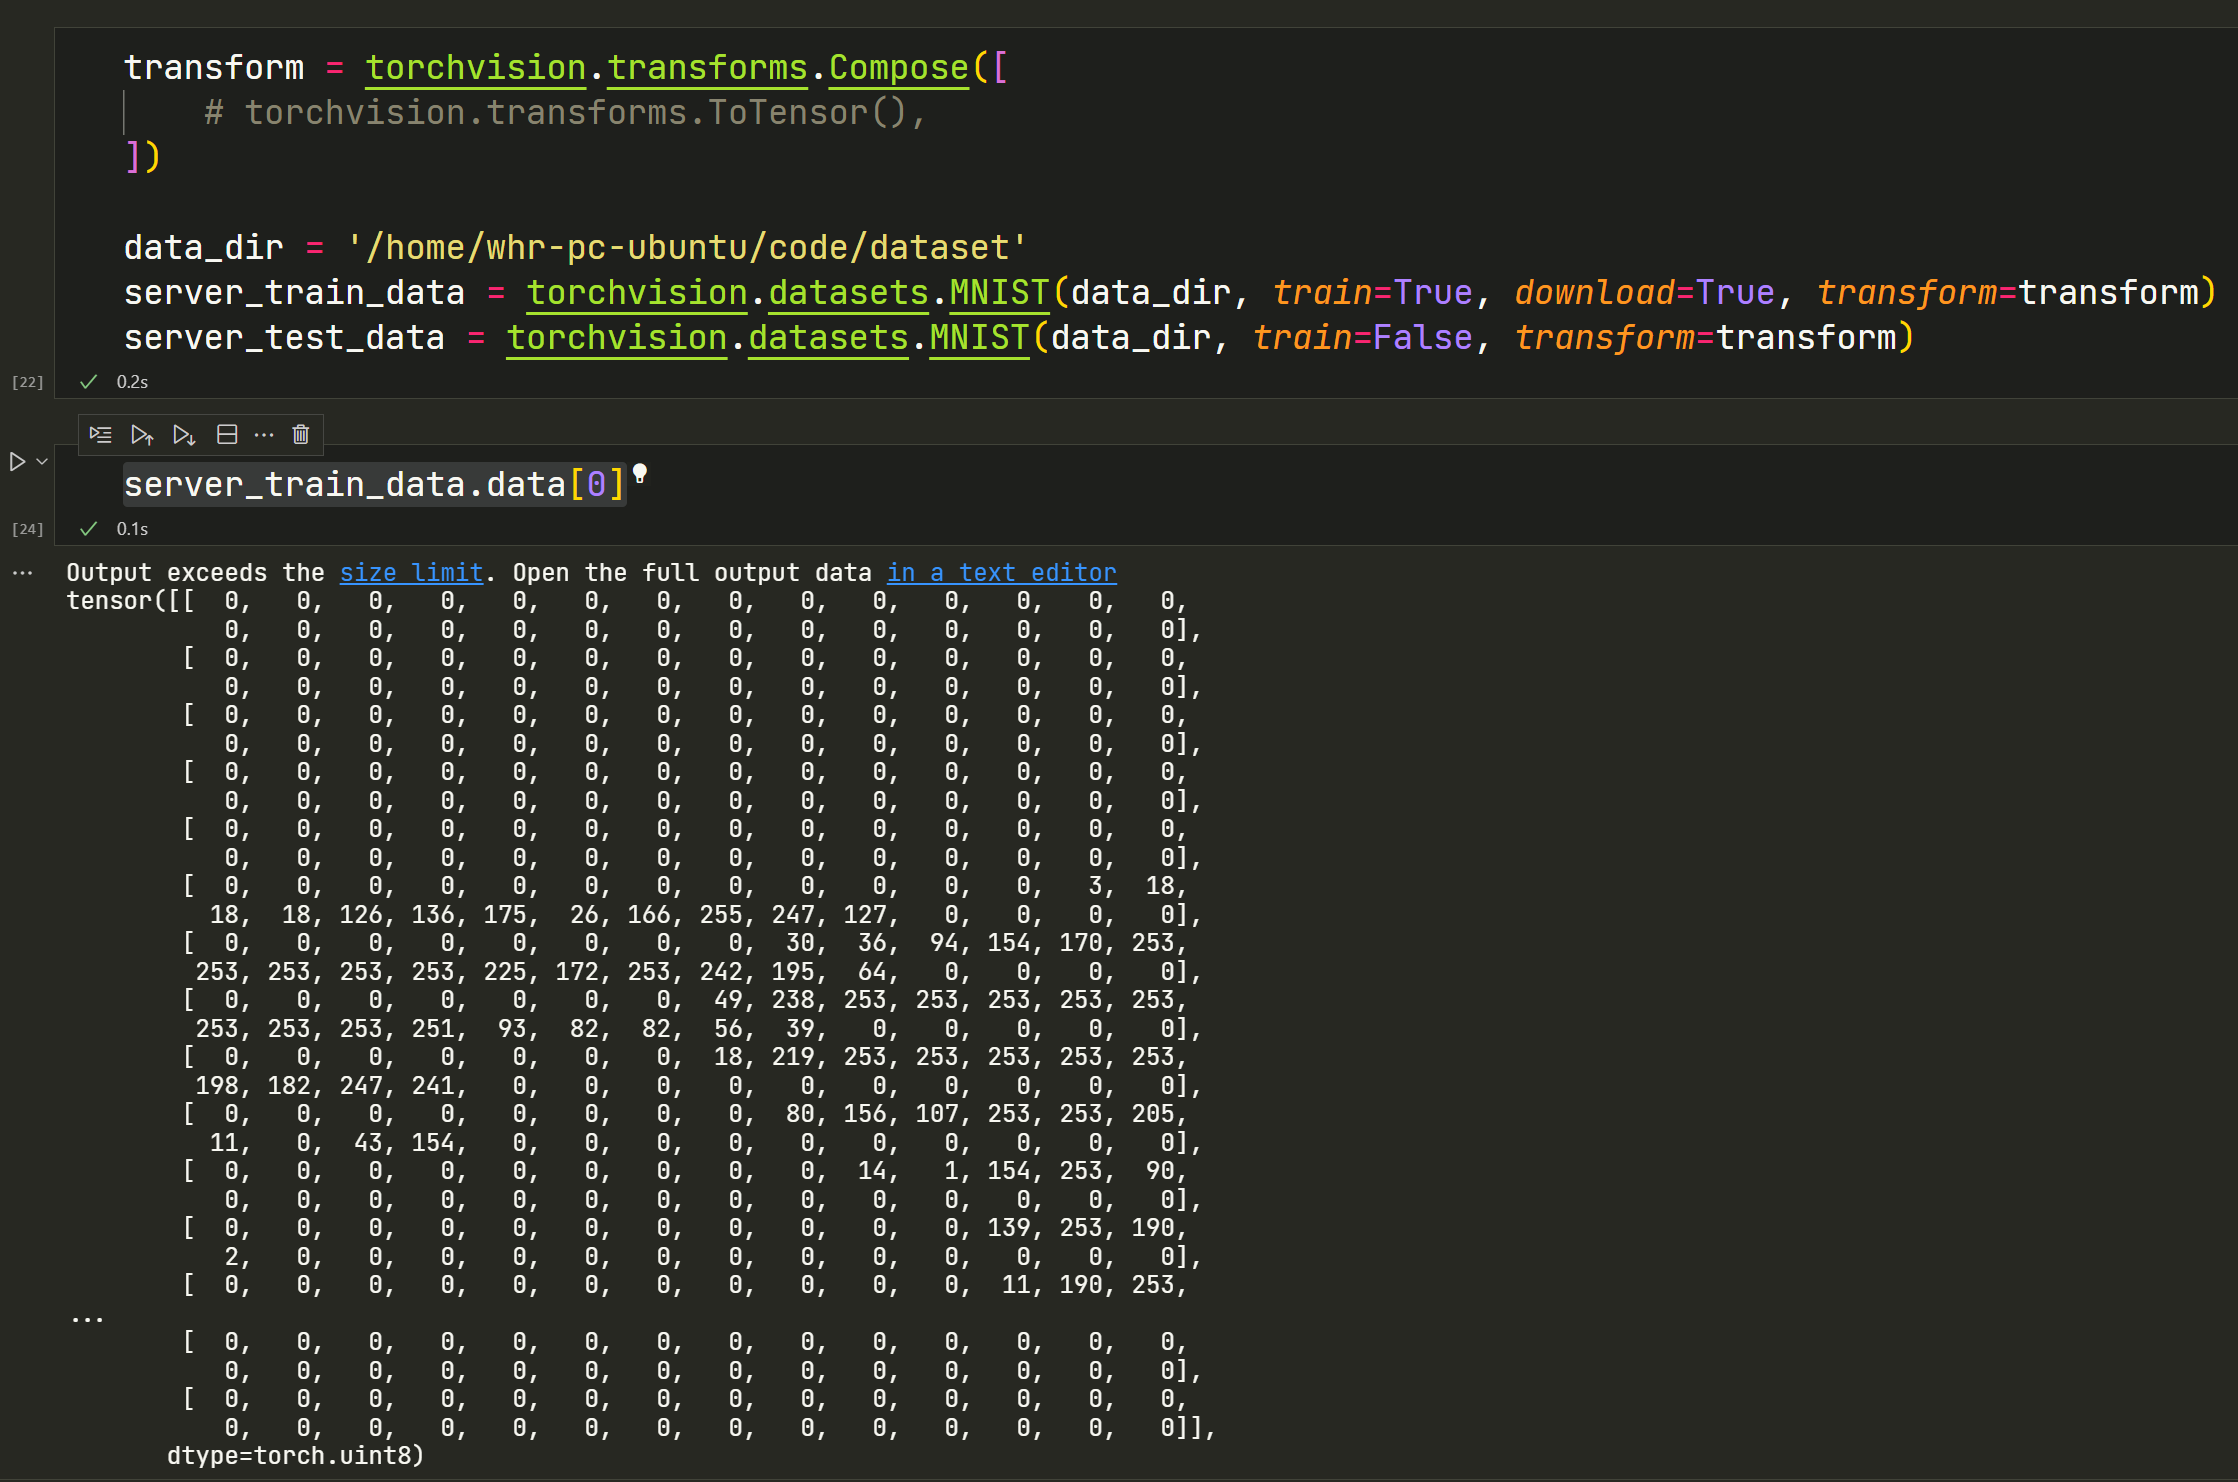 transform = torchvision.transforms.Compose([
    # torchvision.transforms.ToTensor(),
])
data_dir = '/home/whr-pc-ubuntu/code/dataset'
server_train_data = torchvision.datasets.MNIST(data_dir, train=True, download=True, transform=transform)
server_test_data = torchvision.datasets.MNIST(data_dir, train=False, transform=transform)
[22] 0.2s
server_train_data.data[0]
[24] 0.1s
Output exceeds the size limit. Open the full output data in a text editor
tensor([[  0,   0,   0,   0,   0,   0,   0,   0,   0,   0,   0,   0,   0,   0,
           0,   0,   0,   0,   0,   0,   0,   0,   0,   0,   0,   0,   0,   0],
        [  0,   0,   0,   0,   0,   0,   0,   0,   0,   0,   0,   0,   0,   0,
           0,   0,   0,   0,   0,   0,   0,   0,   0,   0,   0,   0,   0,   0],
        [  0,   0,   0,   0,   0,   0,   0,   0,   0,   0,   0,   0,   0,   0,
           0,   0,   0,   0,   0,   0,   0,   0,   0,   0,   0,   0,   0,   0],
        [  0,   0,   0,   0,   0,   0,   0,   0,   0,   0,   0,   0,   0,   0,
           0,   0,   0,   0,   0,   0,   0,   0,   0,   0,   0,   0,   0,   0],
        [  0,   0,   0,   0,   0,   0,   0,   0,   0,   0,   0,   0,   0,   0,
           0,   0,   0,   0,   0,   0,   0,   0,   0,   0,   0,   0,   0,   0],
        [  0,   0,   0,   0,   0,   0,   0,   0,   0,   0,   0,   0,   3,  18,
          18,  18, 126, 136, 175,  26, 166, 255, 247, 127,   0,   0,   0,   0],
        [  0,   0,   0,   0,   0,   0,   0,   0,  30,  36,  94, 154, 170, 253,
         253, 253, 253, 253, 225, 172, 253, 242, 195,  64,   0,   0,   0,   0],
        [  0,   0,   0,   0,   0,   0,   0,  49, 238, 253, 253, 253, 253, 253,
         253, 253, 253, 251,  93,  82,  82,  56,  39,   0,   0,   0,   0,   0],
        [  0,   0,   0,   0,   0,   0,   0,  18, 219, 253, 253, 253, 253, 253,
         198, 182, 247, 241,   0,   0,   0,   0,   0,   0,   0,   0,   0,   0],
        [  0,   0,   0,   0,   0,   0,   0,   0,  80, 156, 107, 253, 253, 205,
          11,   0,  43, 154,   0,   0,   0,   0,   0,   0,   0,   0,   0,   0],
        [  0,   0,   0,   0,   0,   0,   0,   0,   0,  14,   1, 154, 253,  90,
           0,   0,   0,   0,   0,   0,   0,   0,   0,   0,   0,   0,   0,   0],
        [  0,   0,   0,   0,   0,   0,   0,   0,   0,   0,   0, 139, 253, 190,
           2,   0,   0,   0,   0,   0,   0,   0,   0,   0,   0,   0,   0,   0],
        [  0,   0,   0,   0,   0,   0,   0,   0,   0,   0,   0,  11, 190, 253,
...
        [  0,   0,   0,   0,   0,   0,   0,   0,   0,   0,   0,   0,   0,   0,
           0,   0,   0,   0,   0,   0,   0,   0,   0,   0,   0,   0,   0,   0],
        [  0,   0,   0,   0,   0,   0,   0,   0,   0,   0,   0,   0,   0,   0,
           0,   0,   0,   0,   0,   0,   0,   0,   0,   0,   0,   0,   0,   0]],
       dtype=torch.uint8)